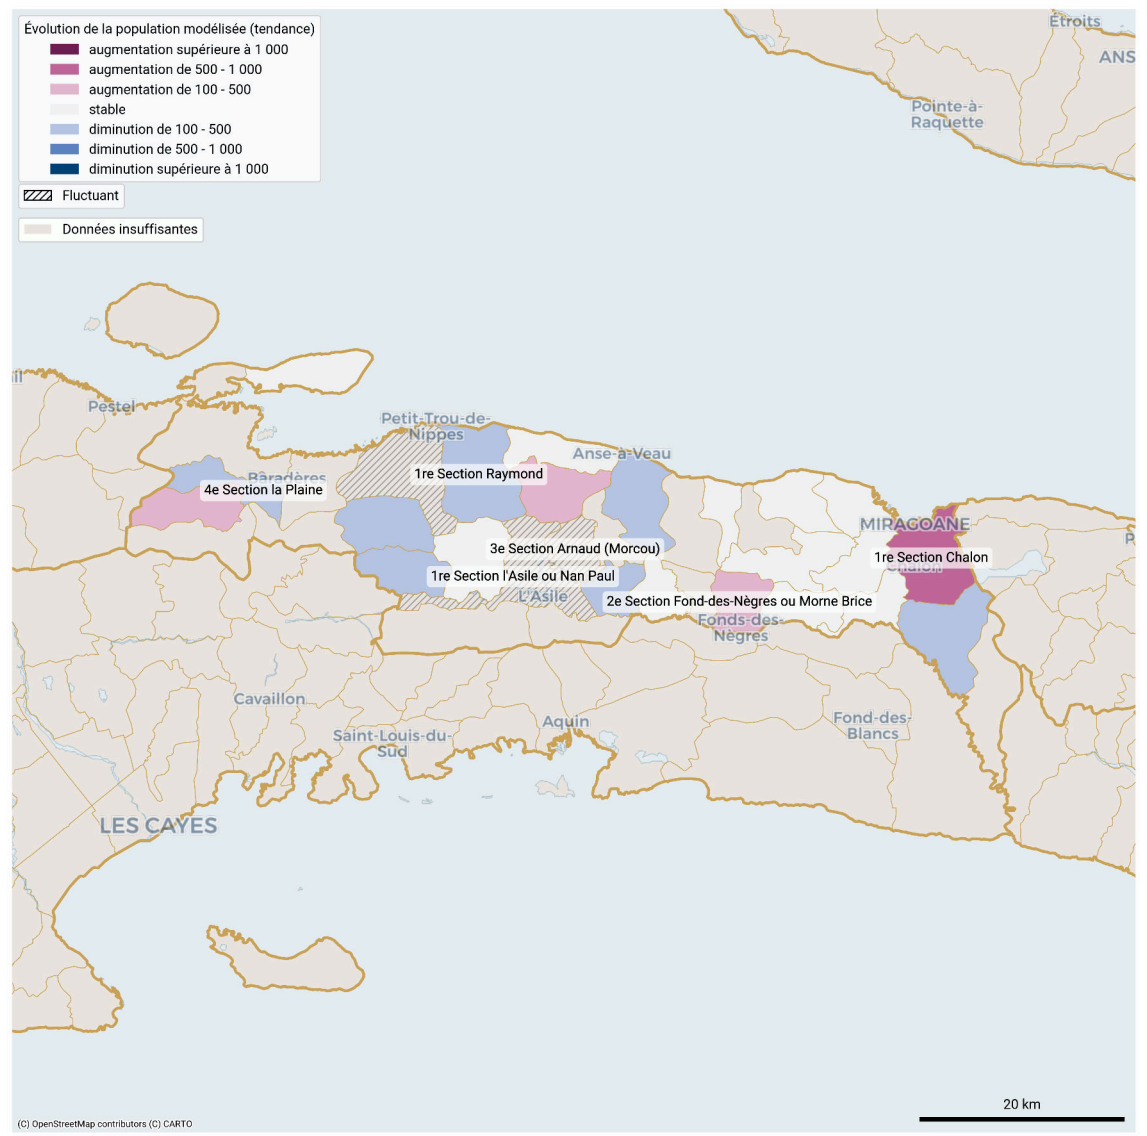 Évolution de la population modélisée (tendance)
augmentation supérieure à 1 000
augmentation de 500 - 1 000
augmentation de 100 - 500
stable
diminution de 100 - 500
diminution de 500 - 1 000
diminution supérieure à 1 000
Fluctuant
Données insuffisantes
Étroits
ANS
Pointe-à-
Raquette
Pestel
Petit-Trou-de-
Nippes
Anse-à-Veau
1re Section Raymond
Baradères
4e Section la Plaine
MIRAGOANE
3e Section Arnaud (Morcou)
1re Section Chalon
1re Section l'Asile ou Nan Paul
L'Asile
2e Section Fond-des-Nègres ou Morne Brice
Fonds-des-
Nègres
Cavaillon
Saint-Louis-du-
Sud
Aquin
Fond-des-
Blancs
LES CAYES
20 km
(C) OpenStreetMap contributors (C) CARTO